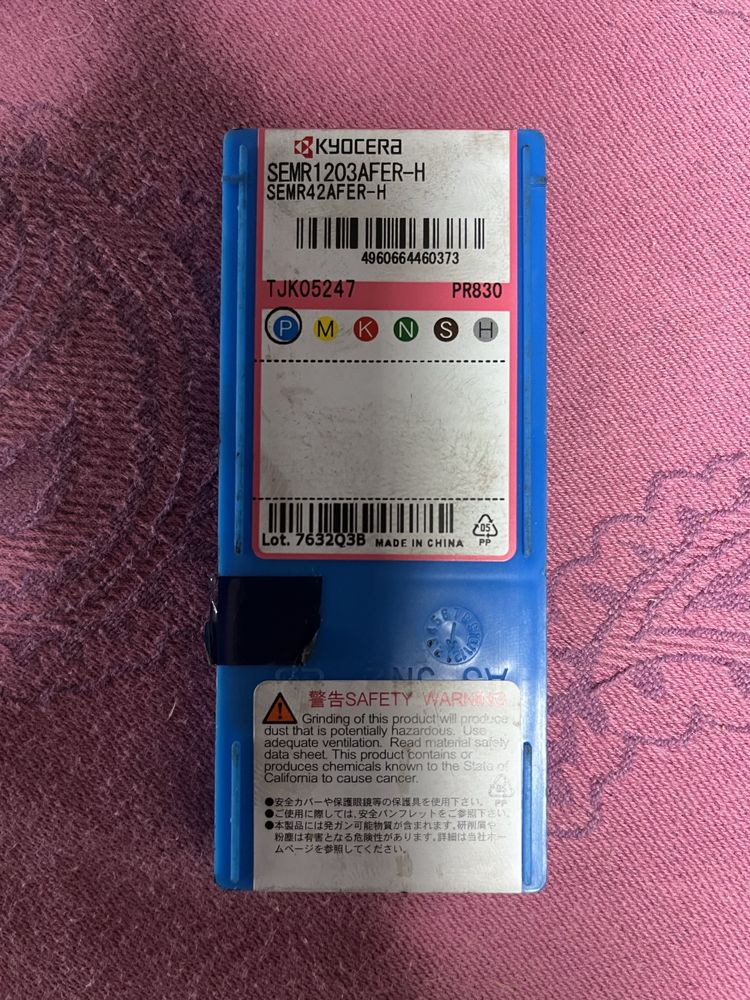 KYOCERA
SEMR1203AFER-H
SEMR42AFER-H
4960664460373
TJK05247 PR830
P M K N S H
Lot. 7632Q3B MADE IN CHINA
05
PP
警告SAFETY WARNING
Grinding of this product will produce
dust that is potentially hazardous. Use
adequate ventilation. Read material safety
data sheet. This product contains or
produces chemicals known to the State of
California to cause cancer.
PP
●安全カバーや保護眼鏡等の保護具を使用下さい。
●ご使用に際しては、安全パンフレットをご参照下さい。
●本製品には発ガン可能物質が含まれます。研削屑や
粉塵は有害となる危険性があります。詳細は当社ホー
ムページを参照してください。